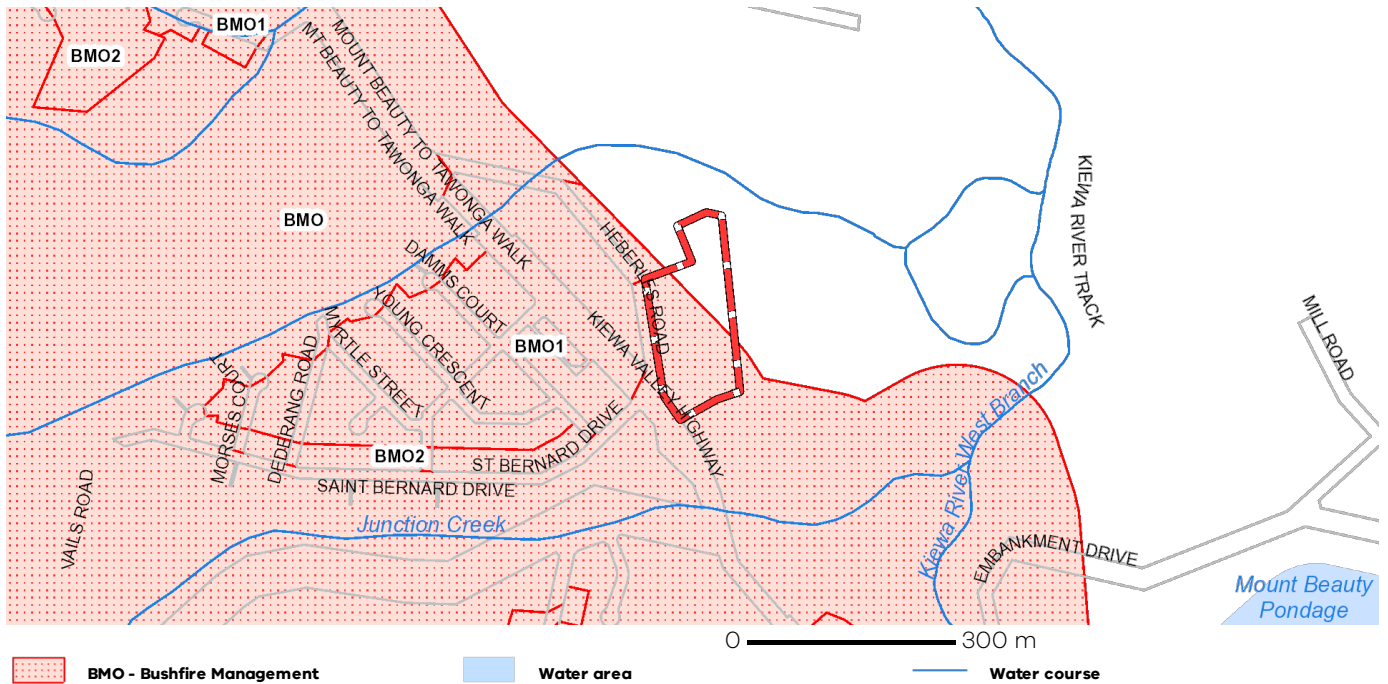 BMO1
BMO2
MOUNT BEAUTY TO TAWONGA WALK
MT BEAUTY TO TAWONGA WALK
KIEWA RIVER TRACK
BMO
HEBERLES ROAD
DAMMS COURT
YOUNG CRESCENT
MILL ROAD
MYRTLE STREET
BMO1
KIEWA VALLEY HIGHWAY
MORSES COURT
DEDERANG ROAD
Kiewa River West Branch
BMO2
ST BERNARD DRIVE
SAINT BERNARD DRIVE
VAILS ROAD
Junction Creek
EMBANKMENT DRIVE
Mount Beauty
Pondage
0 300 m
BMO - Bushfire Management
Water area
Water course